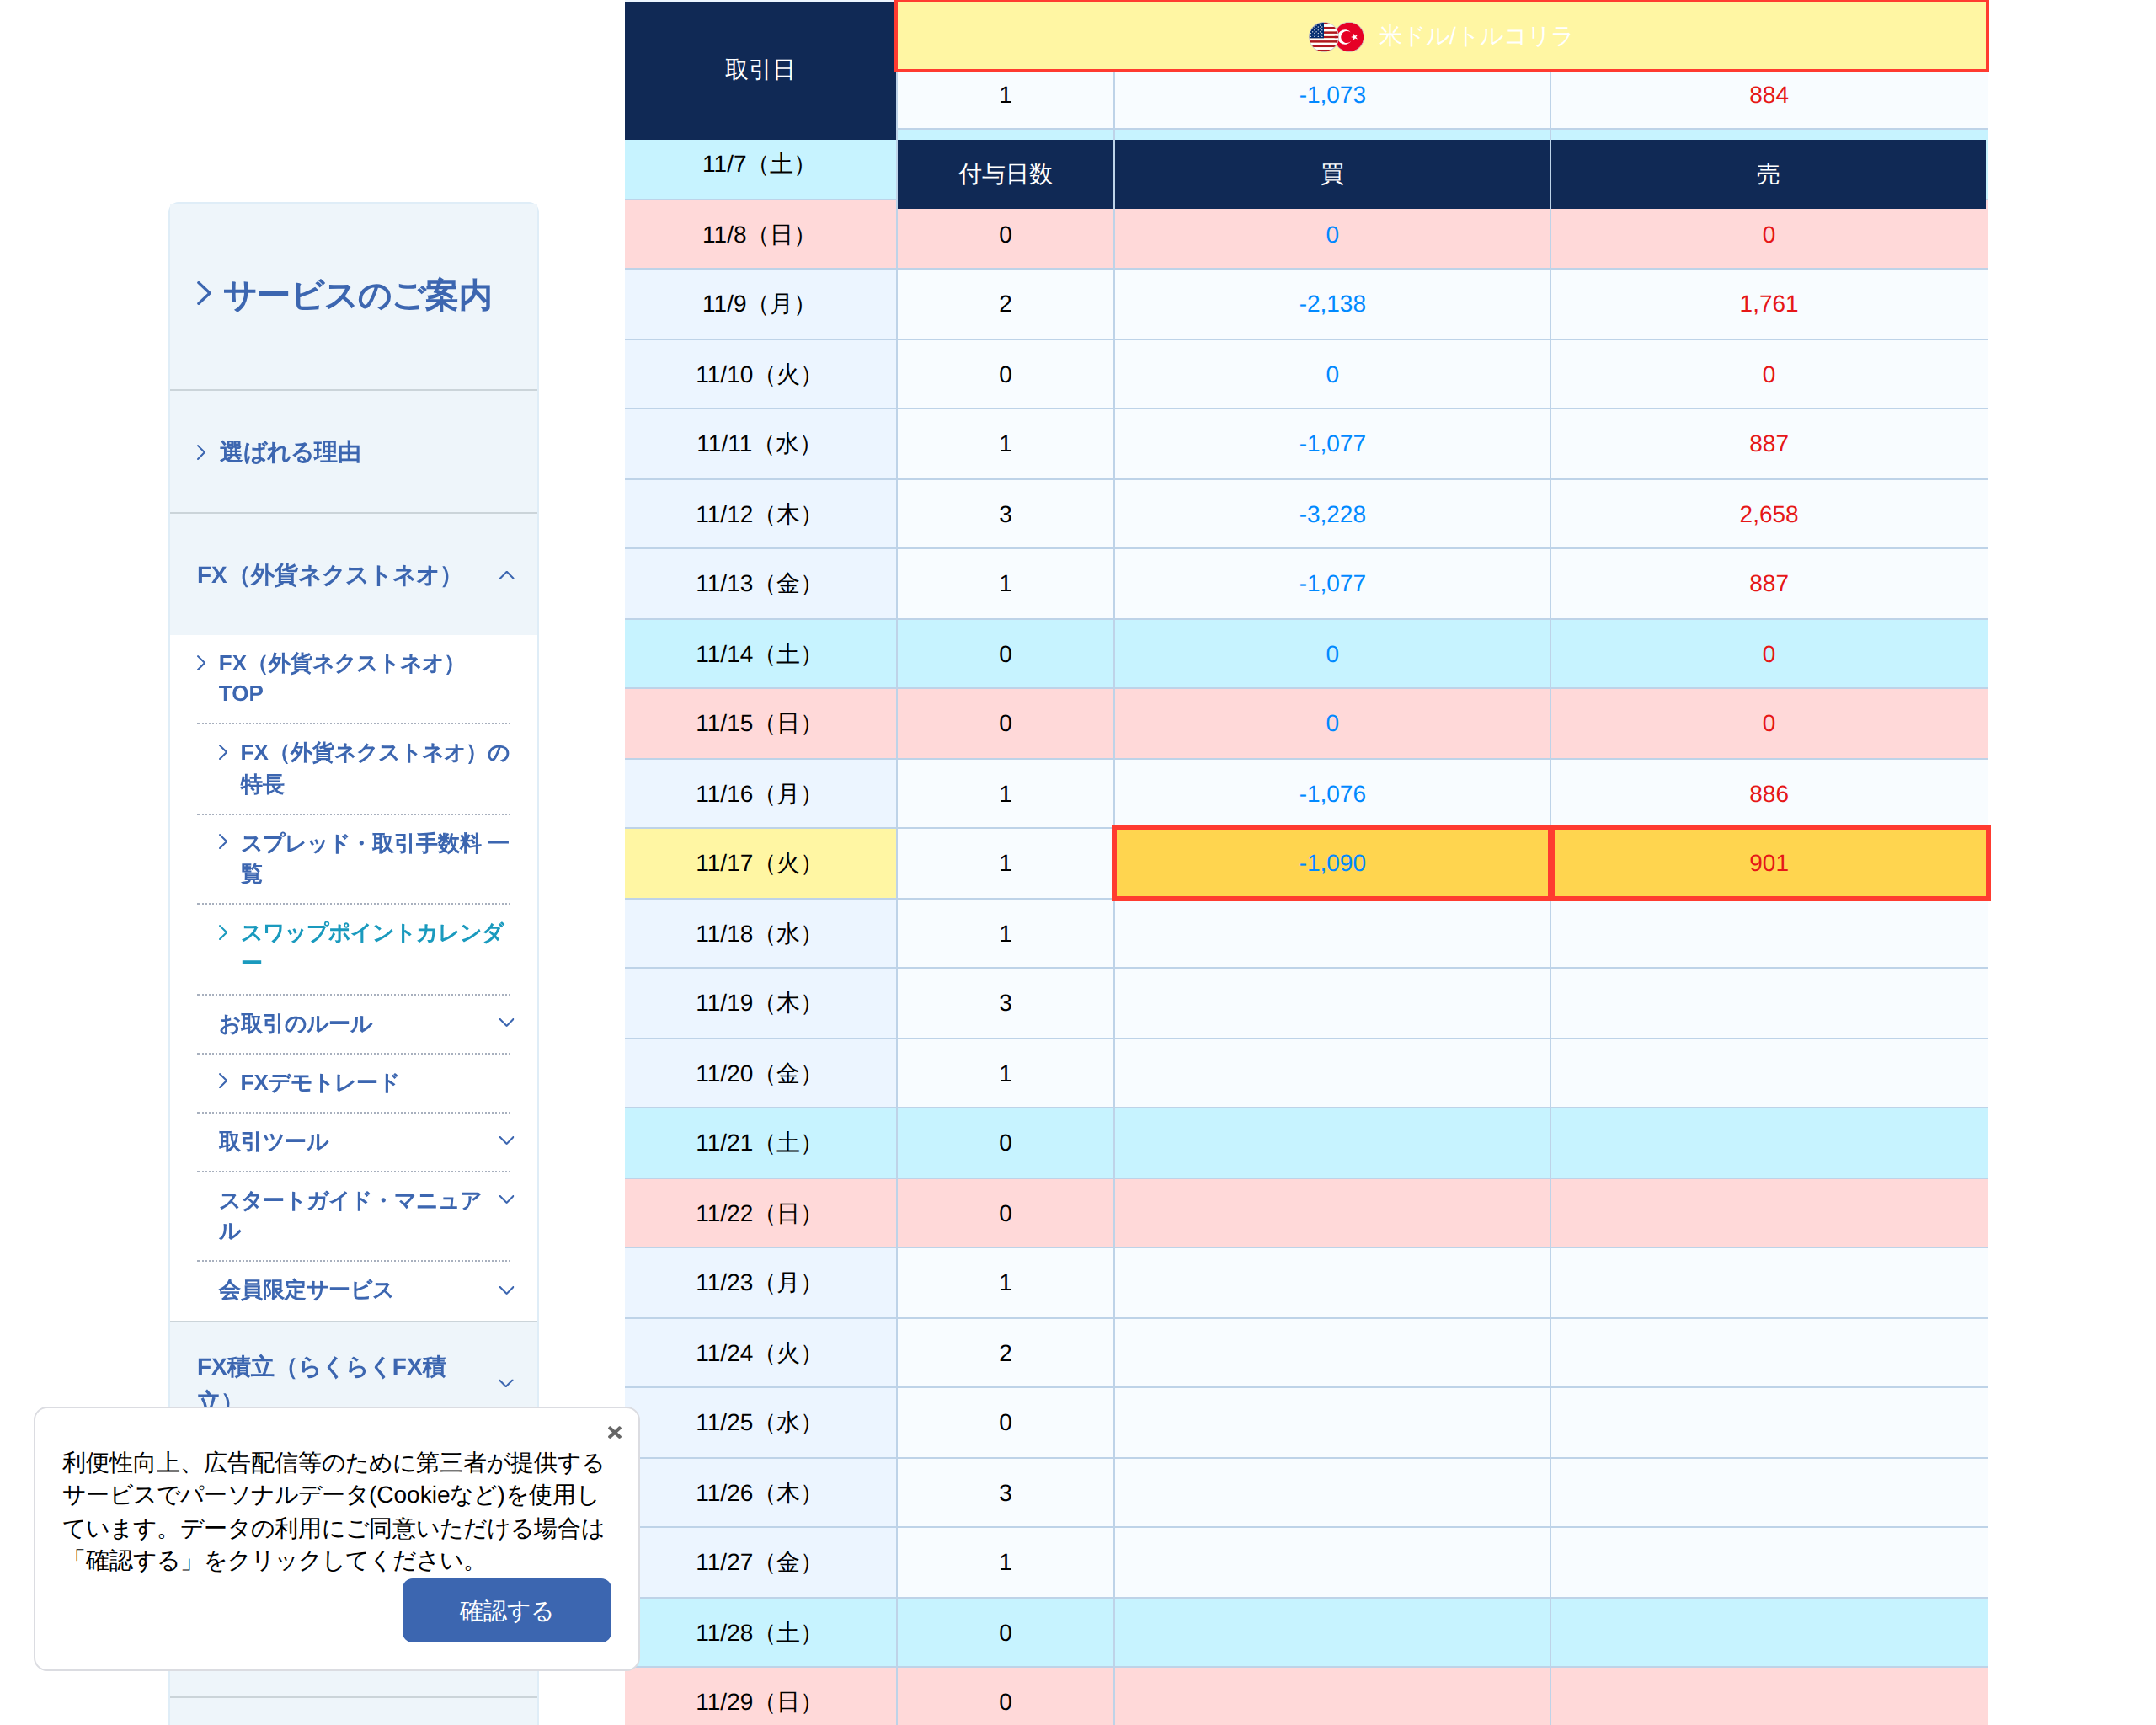 サービスのご案内
選ばれる理由
FX（外貨ネクストネオ）
FX（外貨ネクストネオ）
TOP
FX（外貨ネクストネオ）の
特長
スプレッド・取引手数料 一
覧
スワップポイントカレンダ
ー
お取引のルール
FXデモトレード
取引ツール
スタートガイド・マニュア
ル
会員限定サービス
FX積立（らくらくFX積
立）
×
利便性向上、広告配信等のために第三者が提供する
サービスでパーソナルデータ(Cookieなど)を使用し
ています。データの利用にご同意いただける場合は
「確認する」をクリックしてください。
確認する
取引日 米ドル/トルコリラ
1 -1,073 884
付与日数 買 売
11/7（土）
11/8（日） 0 0 0
11/9（月） 2 -2,138 1,761
11/10（火） 0 0 0
11/11（水） 1 -1,077 887
11/12（木） 3 -3,228 2,658
11/13（金） 1 -1,077 887
11/14（土） 0 0 0
11/15（日） 0 0 0
11/16（月） 1 -1,076 886
11/17（火） 1 -1,090 901
11/18（水） 1
11/19（木） 3
11/20（金） 1
11/21（土） 0
11/22（日） 0
11/23（月） 1
11/24（火） 2
11/25（水） 0
11/26（木） 3
11/27（金） 1
11/28（土） 0
11/29（日） 0